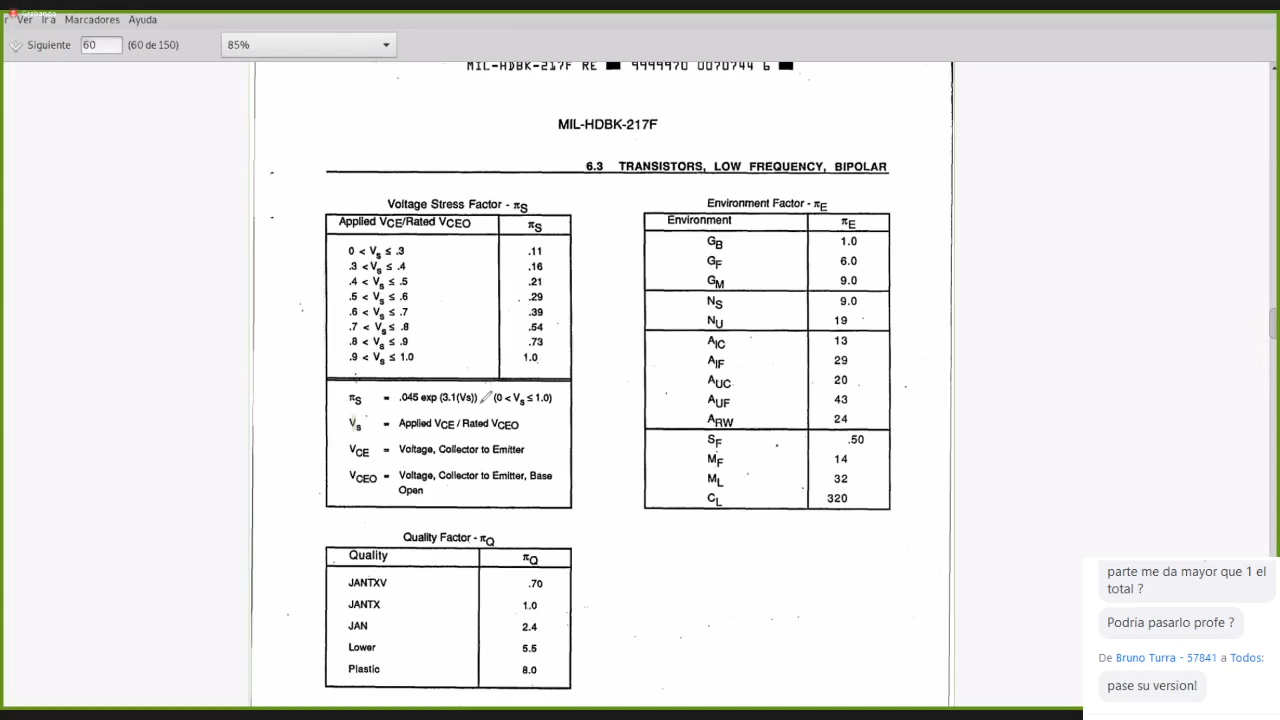 Grabando
Ver Ir a Marcadores Ayuda
Siguiente 60 (60 de 150) 85%
MIL-HDBK-217F RE 9999970 0070744 6
MIL-HDBK-217F
6.3 TRANSISTORS, LOW FREQUENCY, BIPOLAR
Voltage Stress Factor - πS
Applied VCE/Rated VCEO πS
0 < Vs ≤ .3 .11
.3 < Vs ≤ .4 .16
.4 < Vs ≤ .5 .21
.5 < Vs ≤ .6 .29
.6 < Vs ≤ .7 .39
.7 < Vs ≤ .8 .54
.8 < Vs ≤ .9 .73
.9 < Vs ≤ 1.0 1.0
πS = .045 exp (3.1(Vs)) (0 < Vs ≤ 1.0)
Vs = Applied VCE / Rated VCEO
VCE = Voltage, Collector to Emitter
VCEO = Voltage, Collector to Emitter, Base
Open
Quality Factor - πQ
Quality πQ
JANTXV .70
JANTX 1.0
JAN 2.4
Lower 5.5
Plastic 8.0
Environment Factor - πE
Environment πE
GB 1.0
GF 6.0
GM 9.0
NS 9.0
NU 19
AIC 13
AIF 29
AUC 20
AUF 43
ARW 24
SF .50
MF 14
ML 32
CL 320
parte me da mayor que 1 el
total ?
Podria pasarlo profe ?
De Bruno Turra - 57841 a Todos:
pase su version!